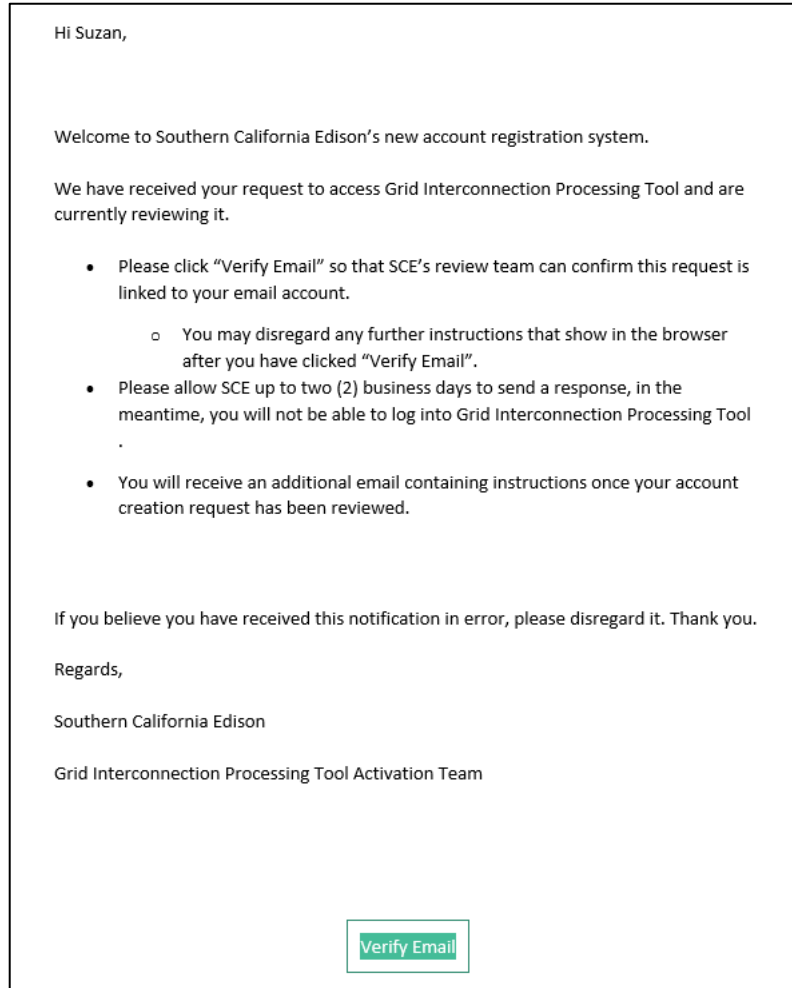 Hi Suzan,
Welcome to Southern California Edison’s new account registration system.
We have received your request to access Grid Interconnection Processing Tool and are
currently reviewing it.
• Please click “Verify Email” so that SCE’s review team can confirm this request is
linked to your email account.
o You may disregard any further instructions that show in the browser
after you have clicked “Verify Email”.
• Please allow SCE up to two (2) business days to send a response, in the
meantime, you will not be able to log into Grid Interconnection Processing Tool
.
• You will receive an additional email containing instructions once your account
creation request has been reviewed.
If you believe you have received this notification in error, please disregard it. Thank you.
Regards,
Southern California Edison
Grid Interconnection Processing Tool Activation Team
Verify Email